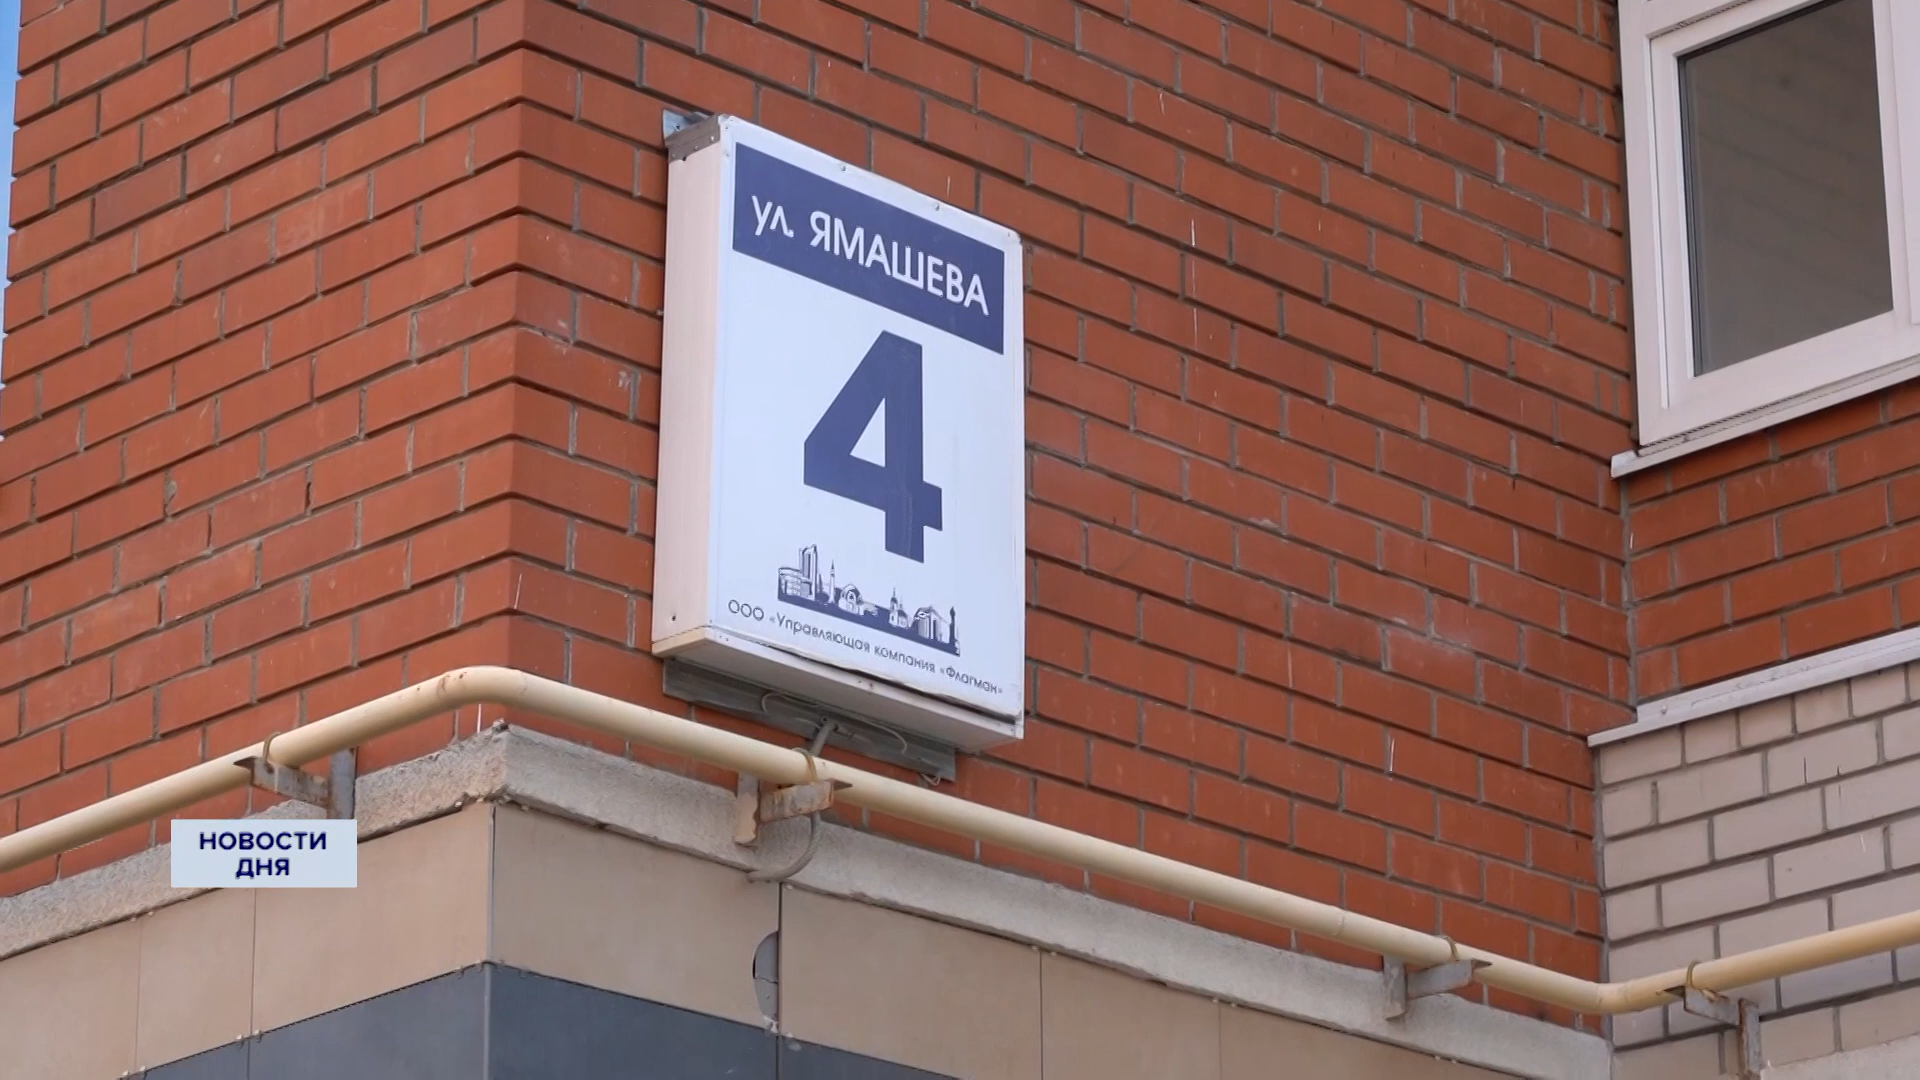 ул. ЯМАШЕВА
4
ООО «Управляющая компания «Флагман»
НОВОСТИ
ДНЯ